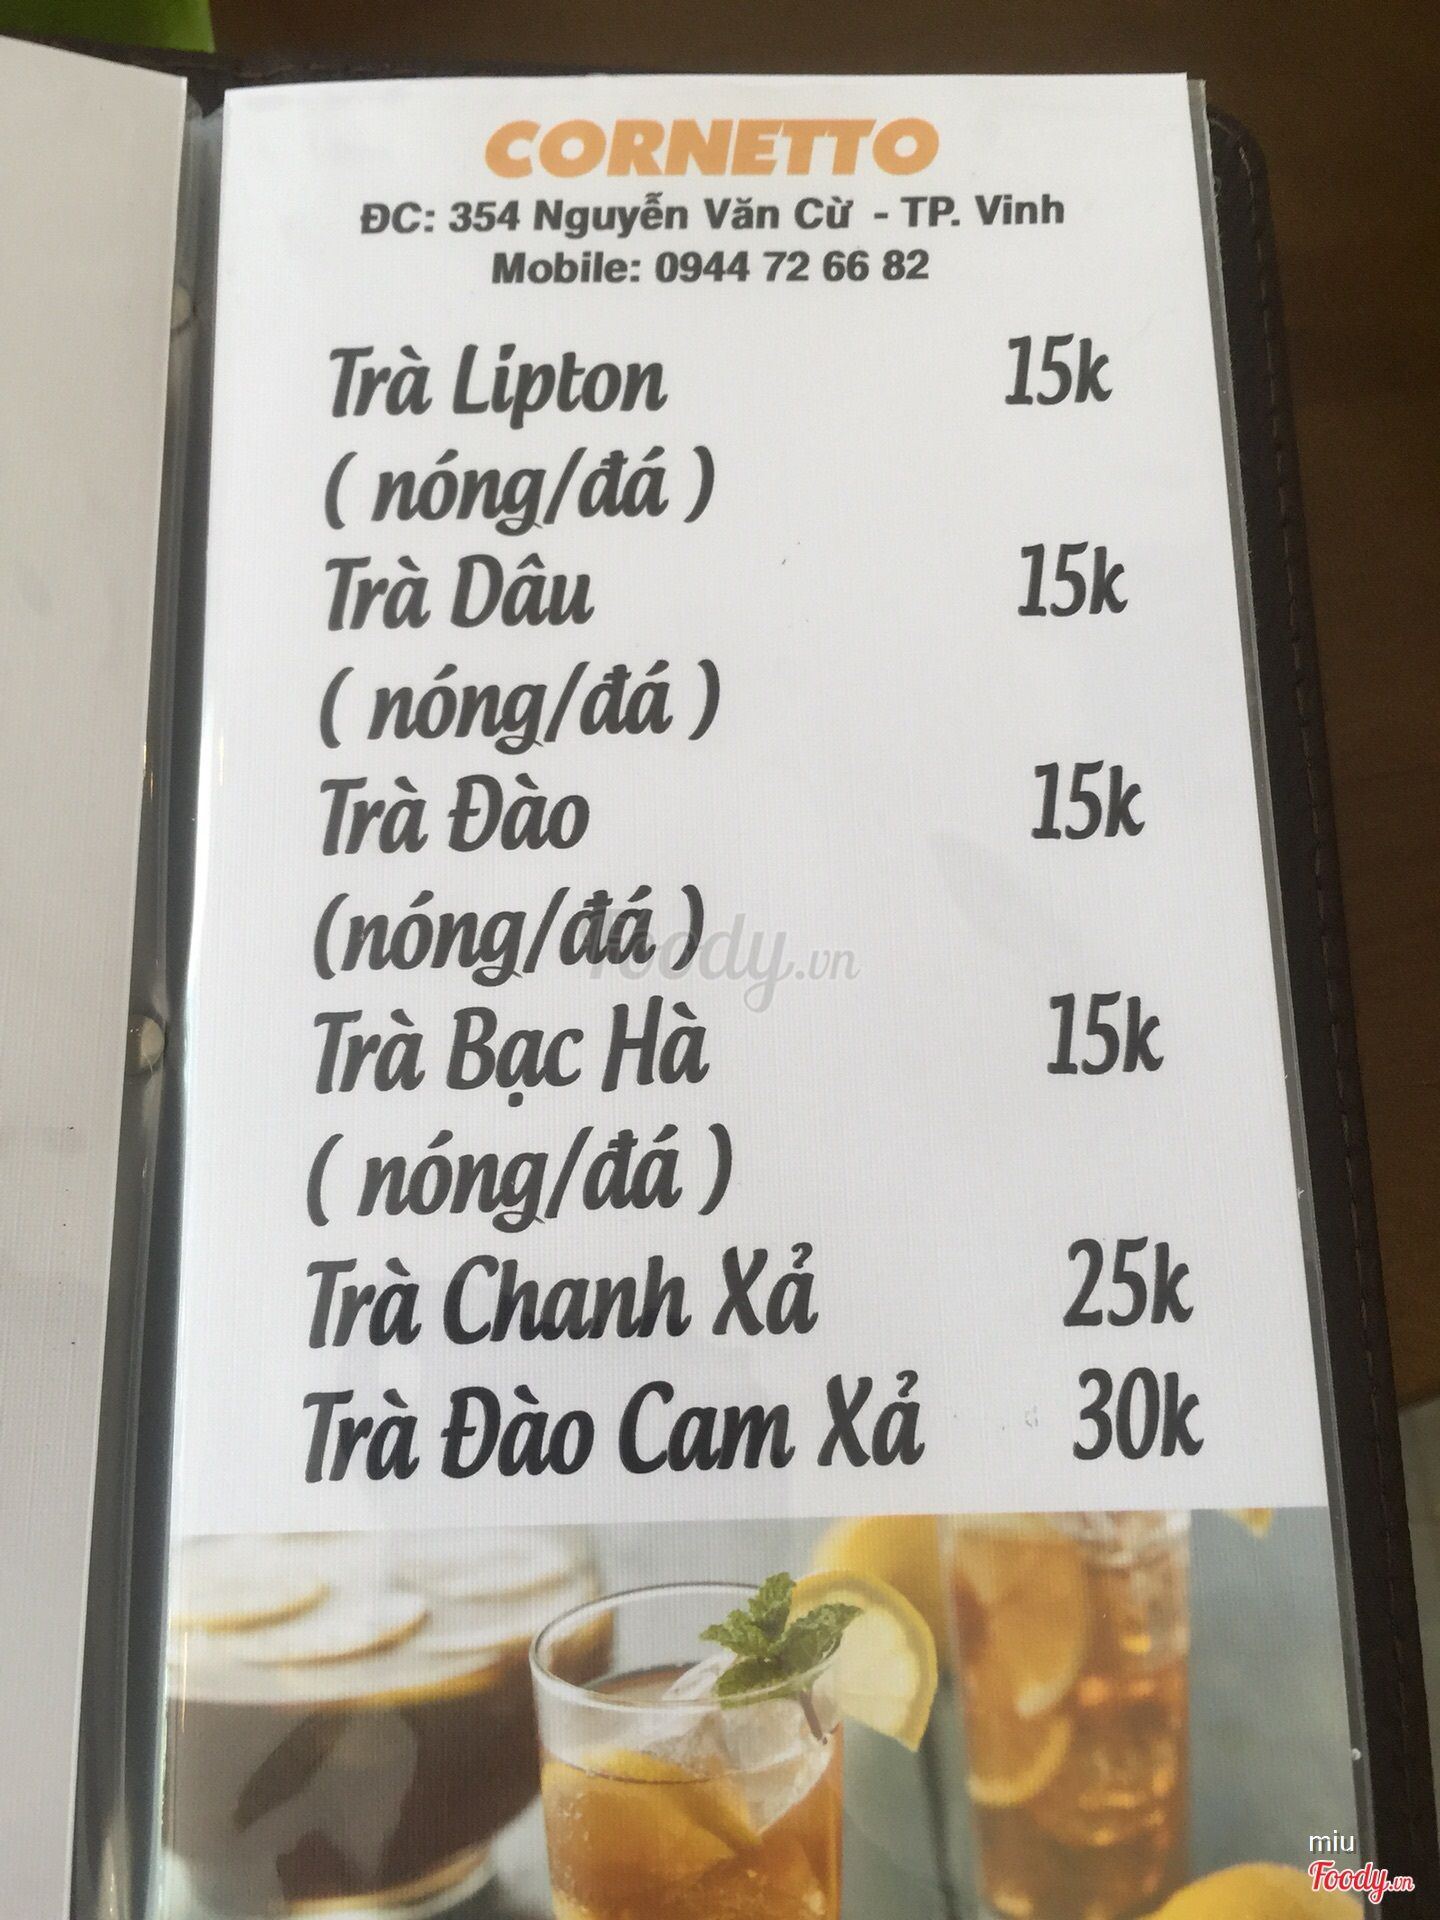 CORNETTO
ĐC: 354 Nguyễn Văn Cừ - TP. Vinh
Mobile: 0944 72 66 82
Trà Lipton 15k
( nóng/đá )
Trà Dâu 15k
( nóng/đá )
Trà Đào 15k
(nóng/đá )
Foody.vn
Trà Bạc Hà 15k
( nóng/đá )
Trà Chanh Xả 25k
Trà Đào Cam Xả 30k
miu
Foody.vn